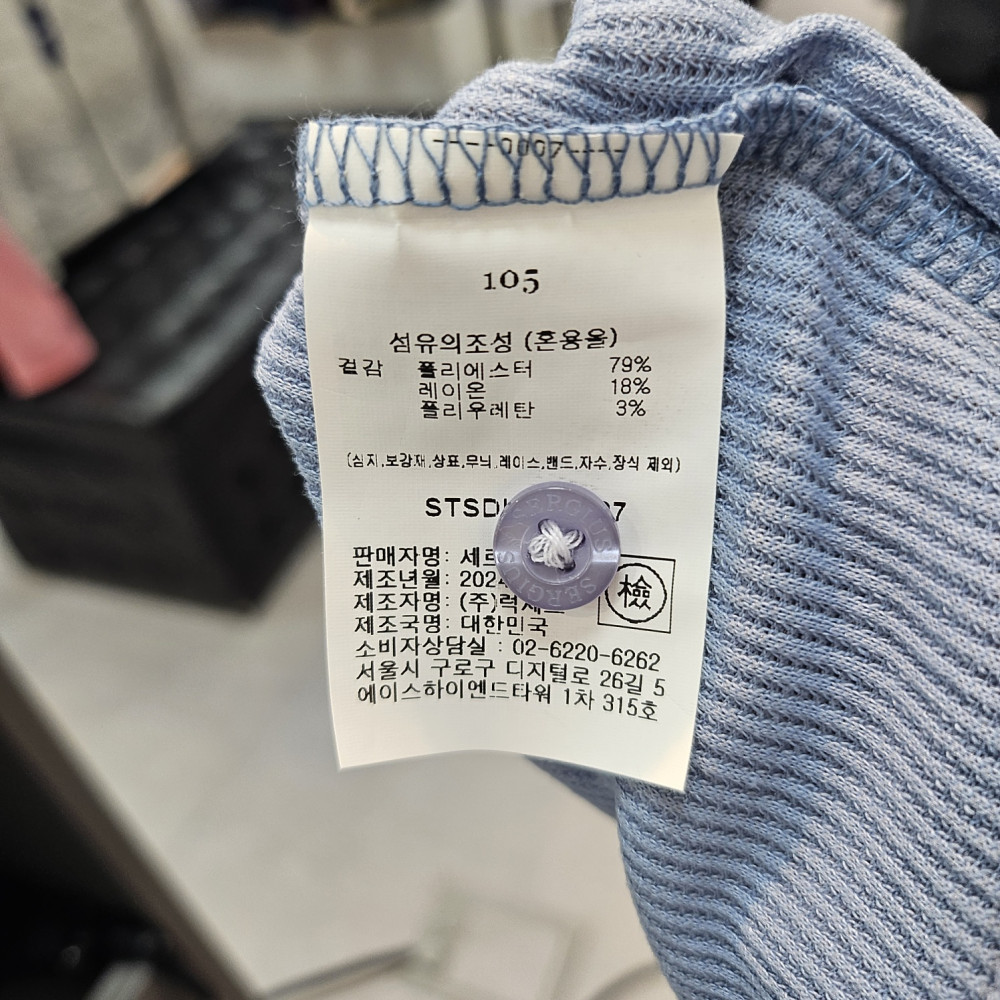 ----0007----
105
섬유의조성 (혼용율)
겉감 폴리에스터 79%
레이온 18%
폴리우레탄 3%
(심지,보강재,상표,무늬,레이스,밴드,자수,장식 제외)
판매자명:
제조년월:
제조자명:
檢
제조국명: 대한민국
소비자상담실 : 02-6220-6262
서울시 구로구 디지털로 26길 5
에이스하이엔드타워 1차 315호
SERGIUS
SERGIUS